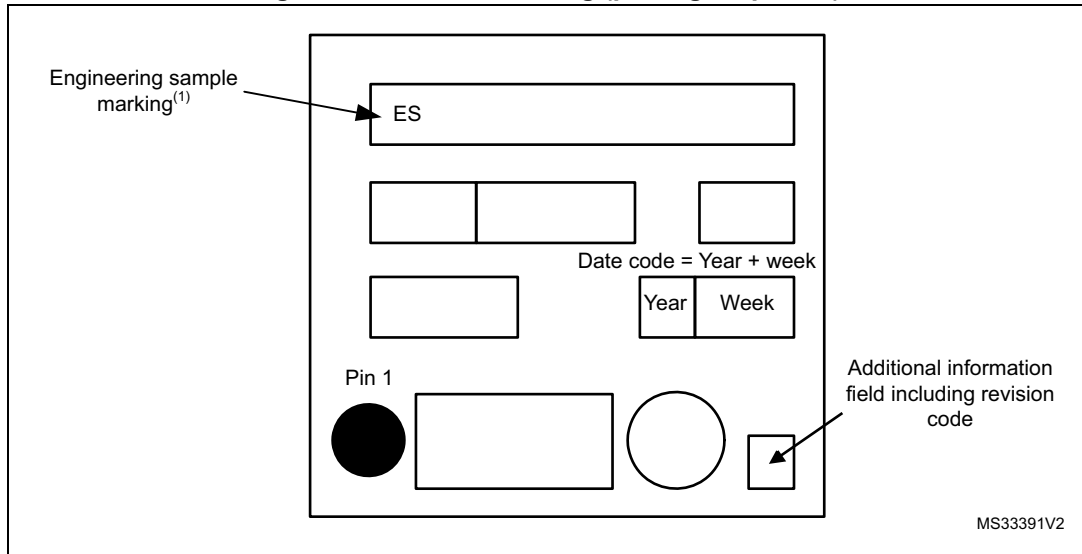 Engineering sample
marking(1)
ES
Date code = Year + week
Year Week
Pin 1
Additional information
field including revision
code
MS33391V2